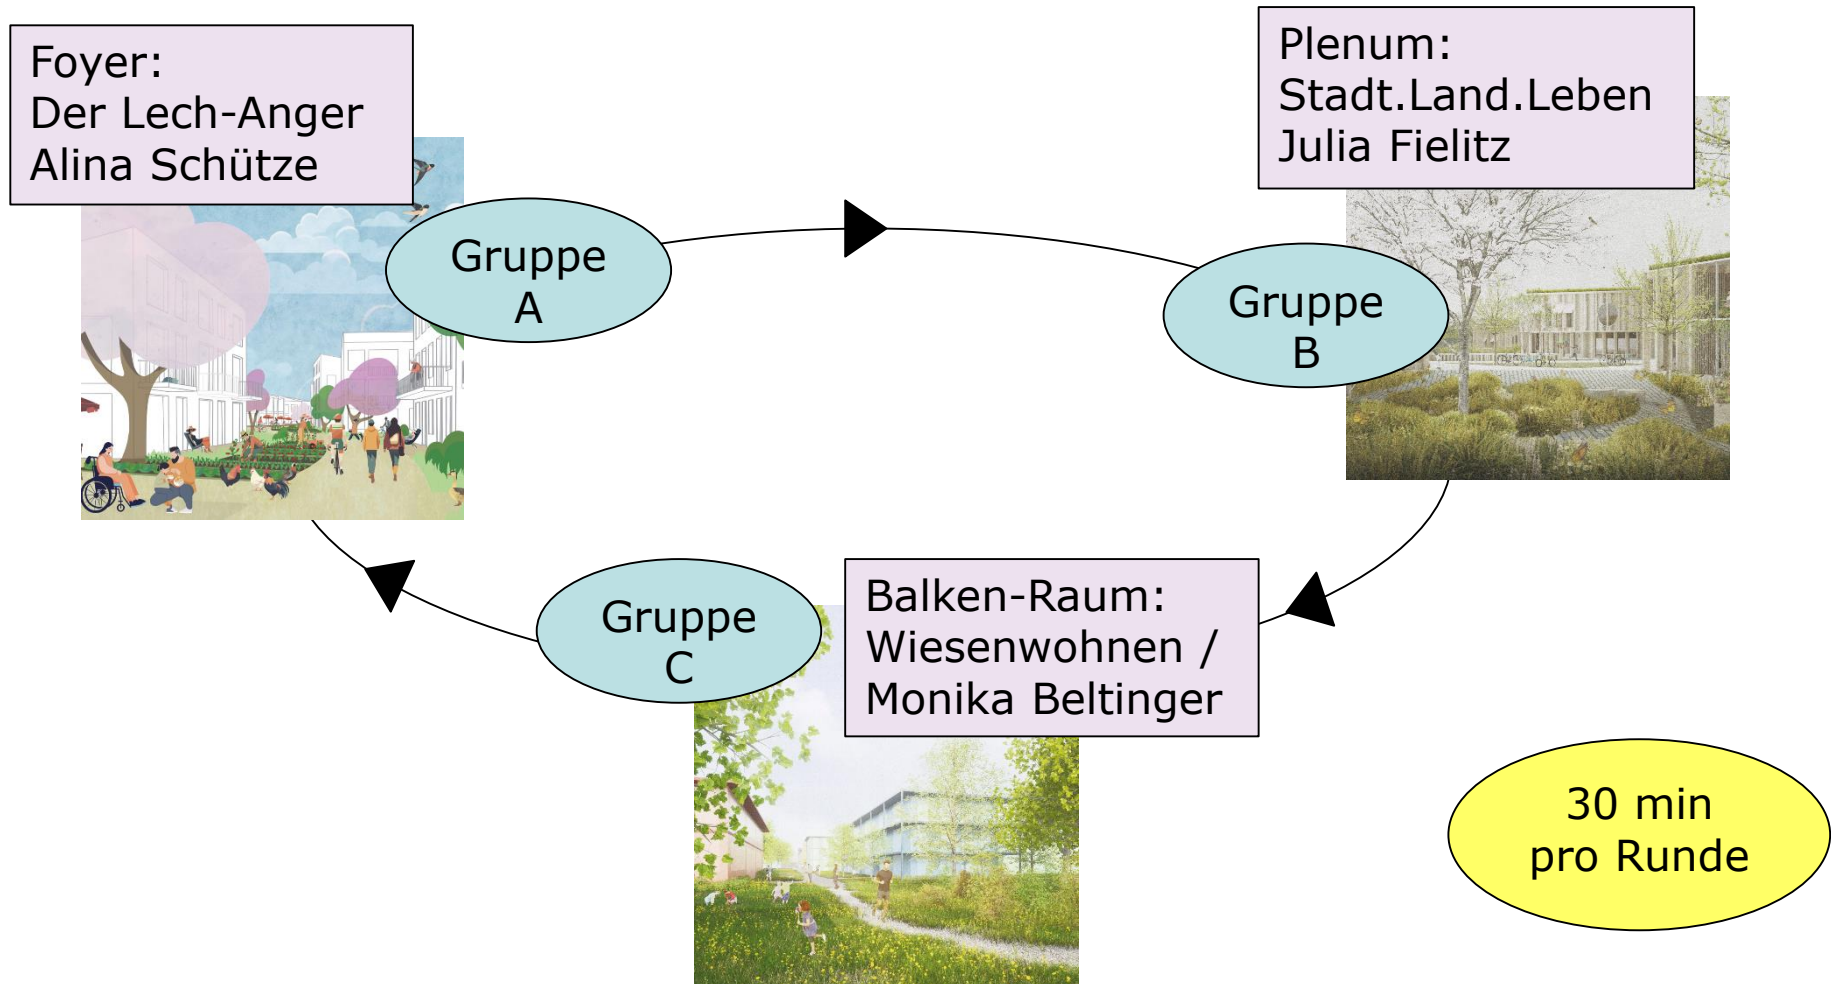 Foyer:
Der Lech-Anger
Alina Schütze
Plenum:
Stadt.Land.Leben
Julia Fielitz
Gruppe
A
Gruppe
B
Gruppe
C
Balken-Raum:
Wiesenwohnen /
Monika Beltinger
30 min
pro Runde